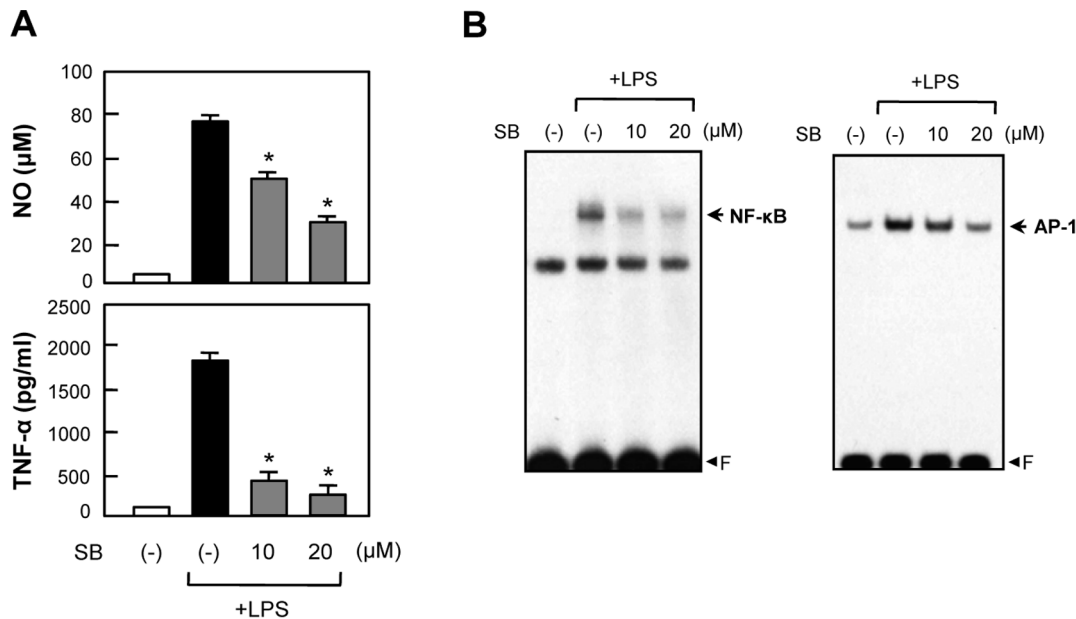 A
NO (µM)
100
80
60
40
20
0
*
*
TNF-α (pg/ml)
2500
2000
1500
1000
500
0
*
*
SB (-) (-) 10 20 (µM)
+LPS
B
+LPS
SB (-) (-) 10 20 (µM)
NF-κB
F
+LPS
(-) (-) 10 20 (µM)
AP-1
F